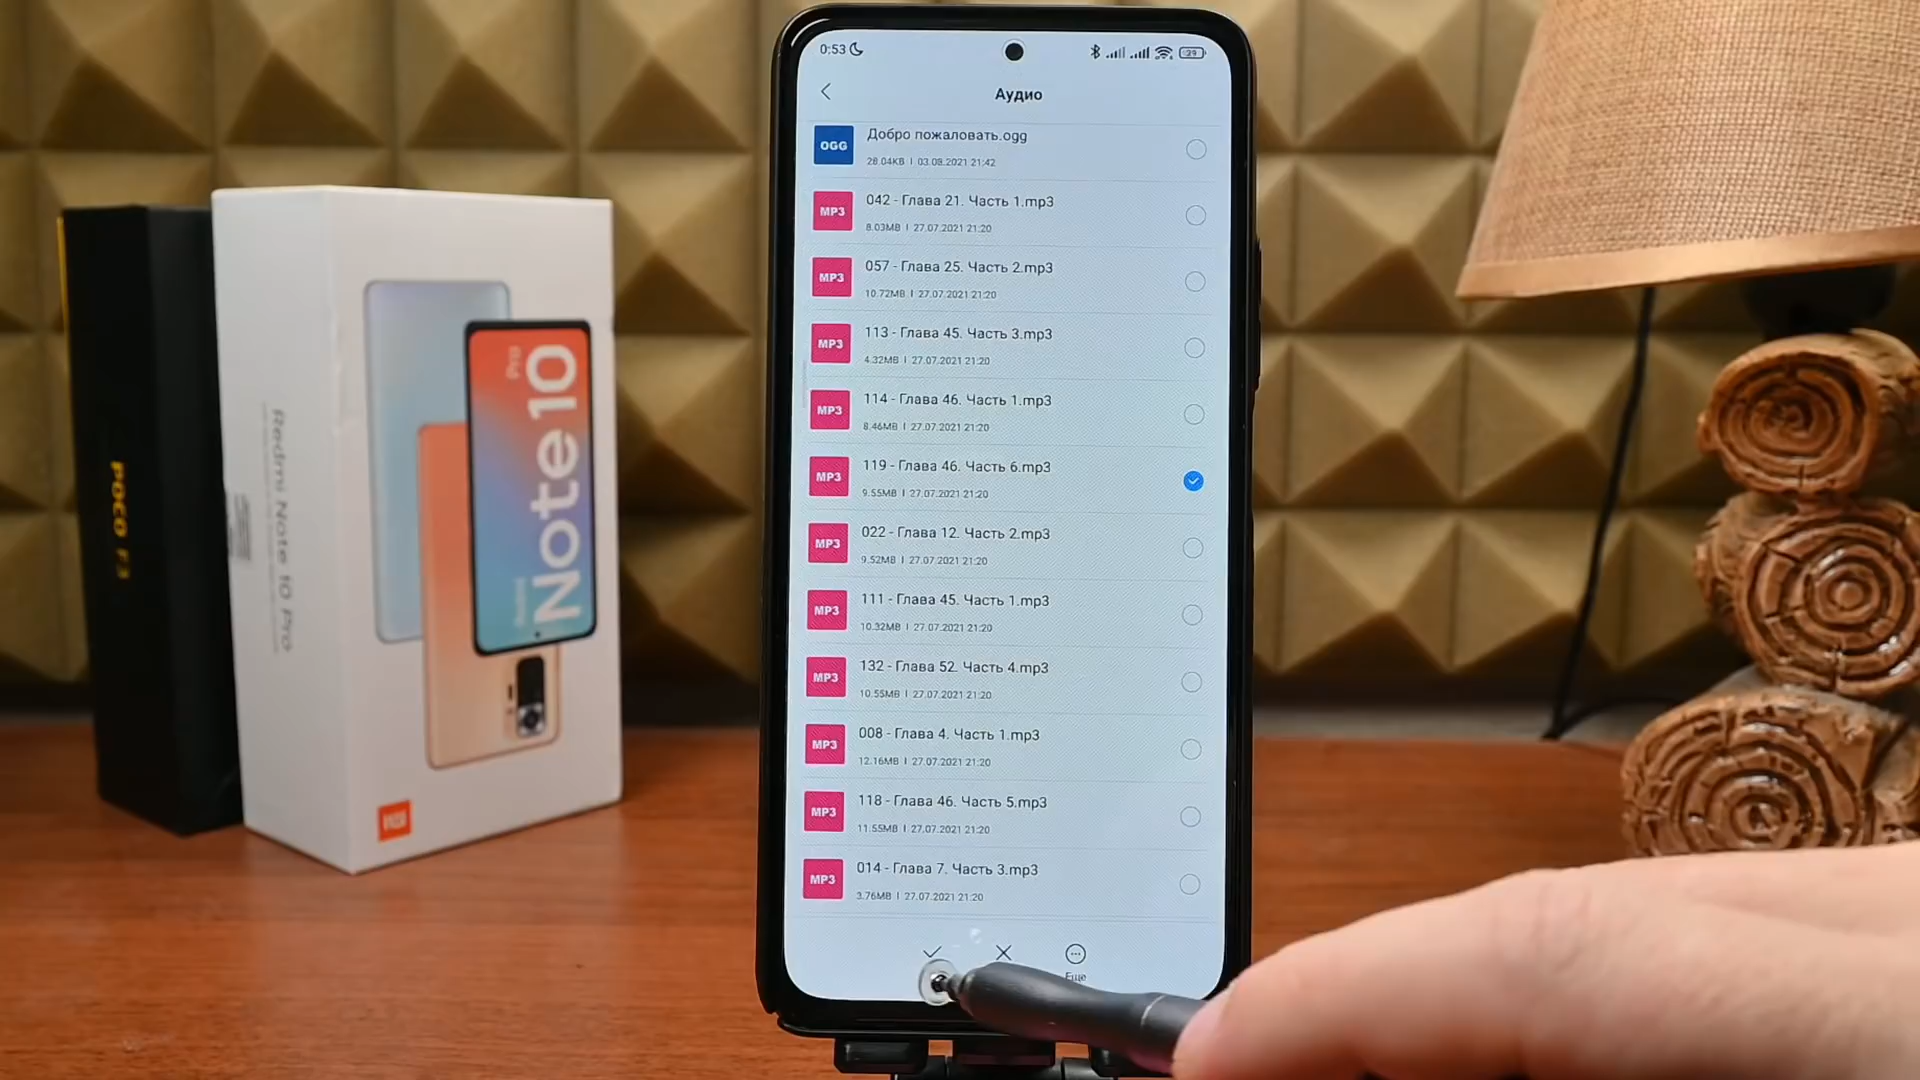 0:53
29
Аудио
OGG
Добро пожаловать.ogg
28.04KB | 03.08.2021 21:42
MP3
042 - Глава 21. Часть 1.mp3
8.03MB | 27.07.2021 21:20
MP3
057 - Глава 25. Часть 2.mp3
10.72MB | 27.07.2021 21:20
MP3
113 - Глава 45. Часть 3.mp3
4.32MB | 27.07.2021 21:20
MP3
114 - Глава 46. Часть 1.mp3
8.46MB | 27.07.2021 21:20
MP3
119 - Глава 46. Часть 6.mp3
9.55MB | 27.07.2021 21:20
MP3
022 - Глава 12. Часть 2.mp3
9.52MB | 27.07.2021 21:20
MP3
111 - Глава 45. Часть 1.mp3
10.32MB | 27.07.2021 21:20
MP3
132 - Глава 52. Часть 4.mp3
10.55MB | 27.07.2021 21:20
MP3
008 - Глава 4. Часть 1.mp3
12.16MB | 27.07.2021 21:20
MP3
118 - Глава 46. Часть 5.mp3
11.55MB | 27.07.2021 21:20
MP3
014 - Глава 7. Часть 3.mp3
3.76MB | 27.07.2021 21:20
Еще
POCO F3
Redmi Note 10 Pro
Redmi
Note 10
Pro